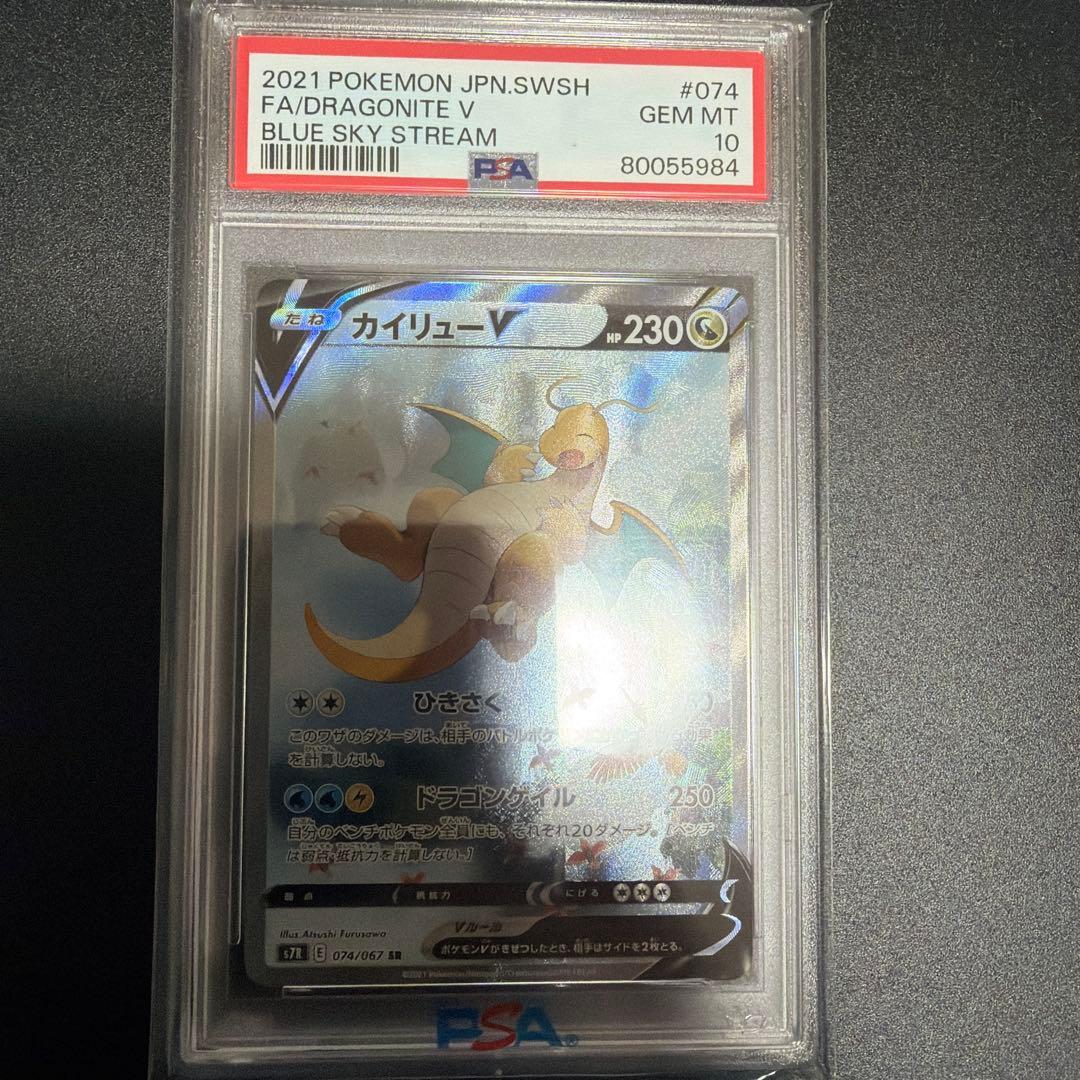 2021 POKEMON JPN.SWSH #074
FA/DRAGONITE V GEM MT
BLUE SKY STREAM 10
PSA 80055984
たね カイリューV HP 230
ひきさく
このワザのダメージは、相手のバトルポケ
を計算しない。
ドラゴンゲイル 250
自分のベンチポケモン全員にも、それぞれ20ダメージ。[ベンチ
は弱点・抵抗力を計算しない。]
弱点 抵抗力 にげる
Illus. Atsushi Furusawa
Vルール
s7R E 074/067 SR
ポケモンVがきぜつしたとき、相手はサイドを2枚とる。
PSA